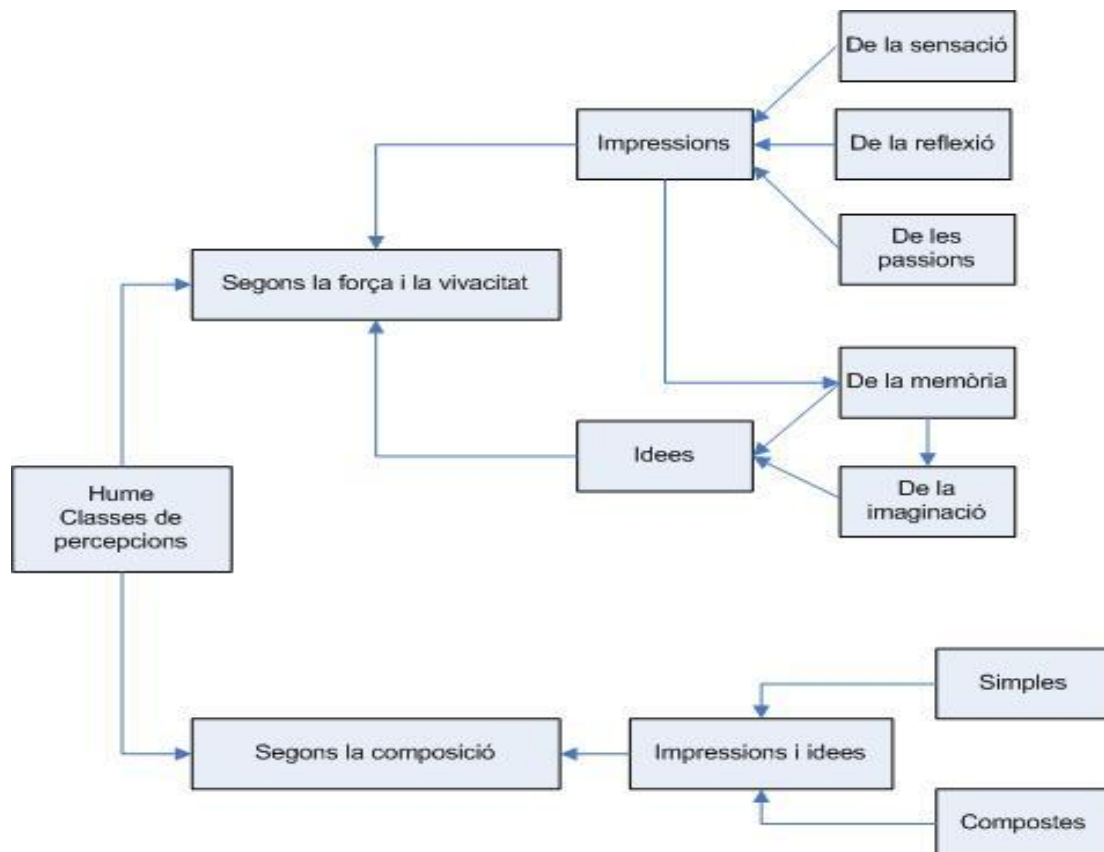 De la sensació
Impressions
De la reflexió
De les
passions
Segons la força i la vivacitat
De la memòria
Idees
De la
imaginació
Hume
Classes de
percepcions
Simples
Segons la composició
Impressions i idees
Compostes